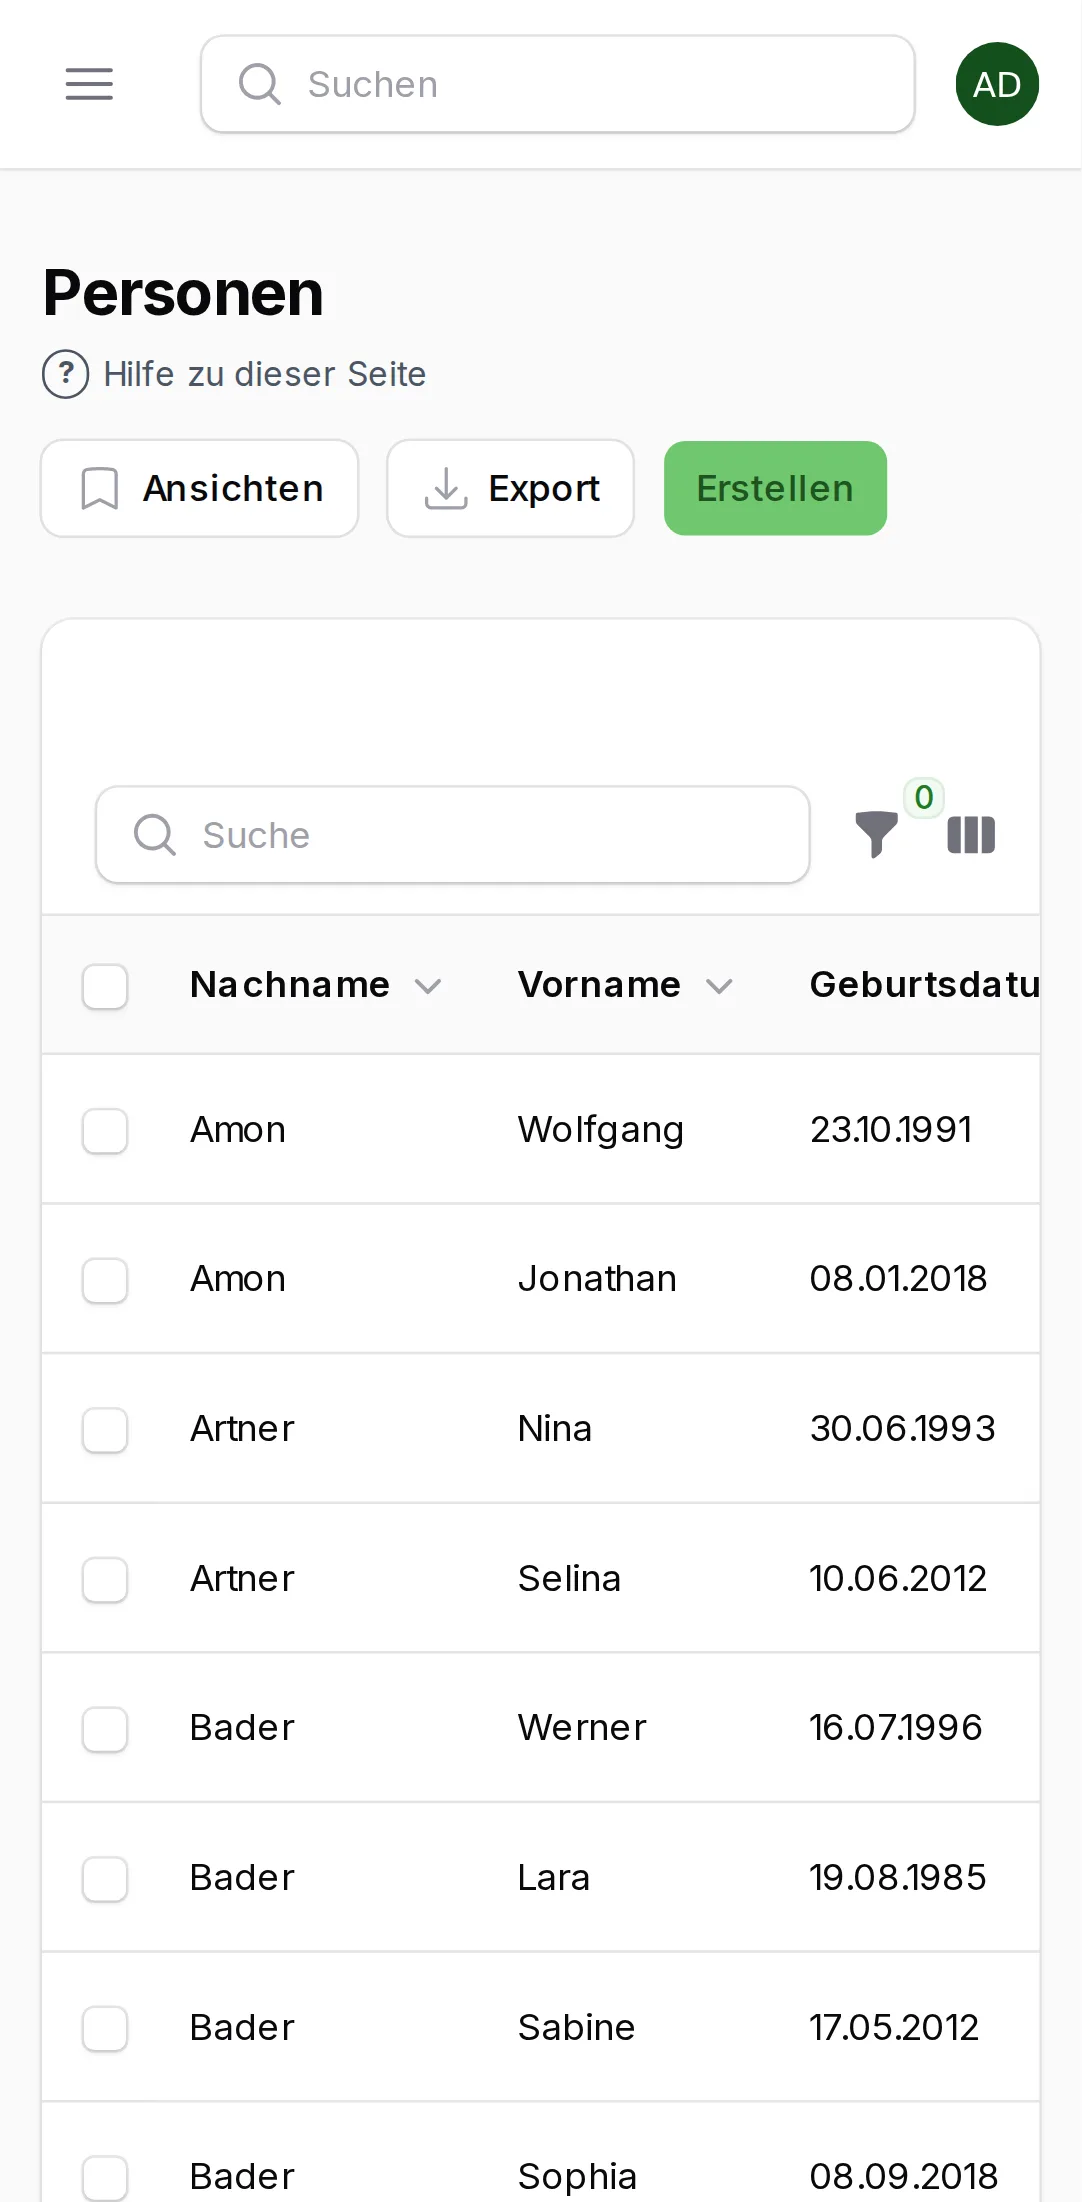 Suchen
AD
Personen
? Hilfe zu dieser Seite
Ansichten Export Erstellen
0
Suche
Nachname Vorname Geburtsdatu
Amon Wolfgang 23.10.1991
Amon Jonathan 08.01.2018
Artner Nina 30.06.1993
Artner Selina 10.06.2012
Bader Werner 16.07.1996
Bader Lara 19.08.1985
Bader Sabine 17.05.2012
Bader Sophia 08.09.2018